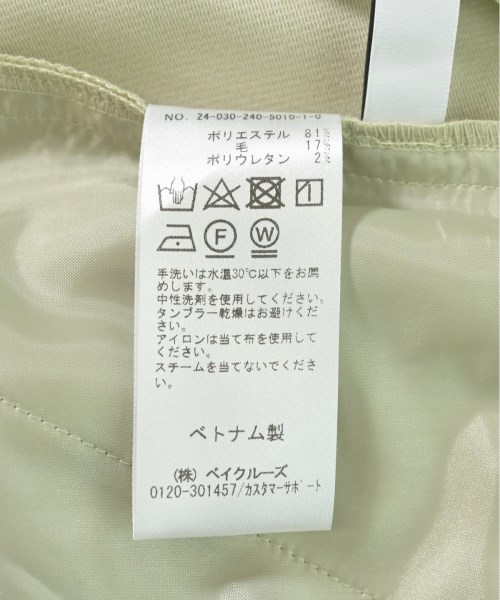 NO. 24-030-240-5010-1-0
ポリエステル 81%
毛 17%
ポリウレタン 2%
F W
手洗いは水温30℃以下をお薦
めします。
中性洗剤を使用してください。
タンブラー乾燥はお避けくださ
さい。
アイロンは当て布を使用して
ください。
スチームを当てないでくださ
い。
ベトナム製
(株) ベイクルーズ
0120-301457/カスタマーサポート